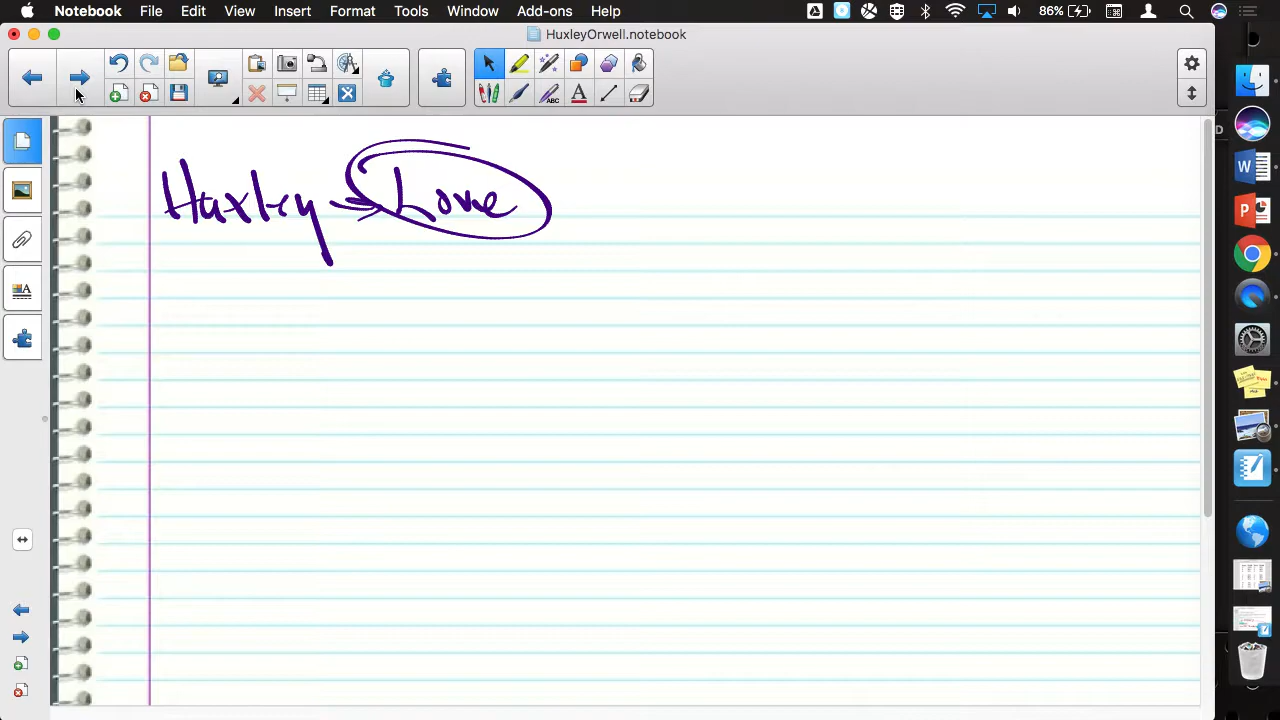 Notebook File Edit View Insert Format Tools Window Add-ons Help 86%
HuxleyOrwell.notebook
Huxley → Love